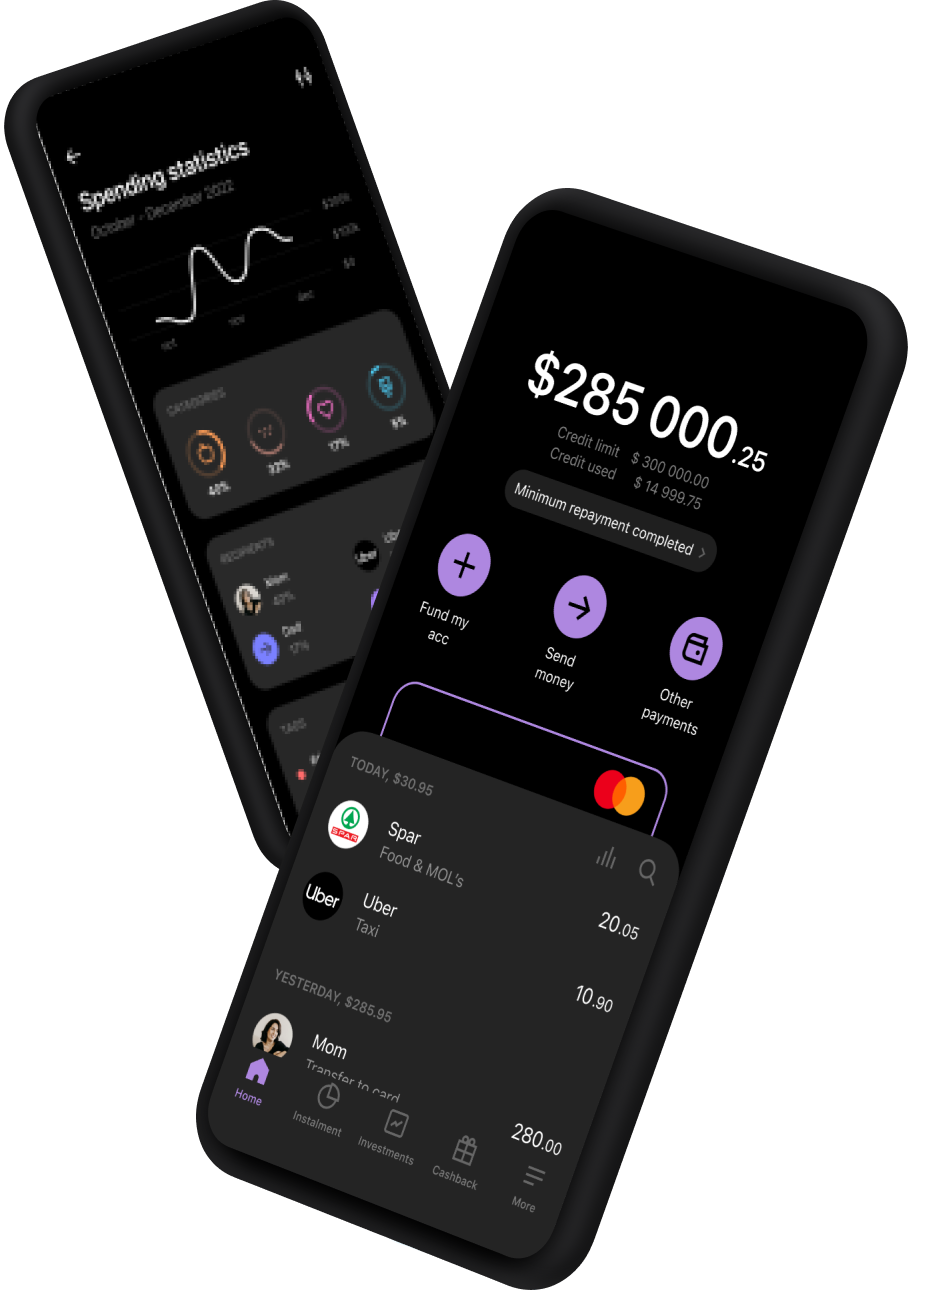 Spending statistics
October - December 2022
$200k
$100k
$0
oct
nov
dec
CATEGORIES
40%
32%
17%
9%
RECIPIENTS
Mom
Uber
Dad
17%
TAGS
$285 000.25
Credit limit $ 300 000.00
Credit used $ 14 999.75
Minimum repayment completed
Fund my
acc
Send
money
Other
payments
TODAY, $30.95
SPAR
Spar
Food & MOL's
20.05
Uber
Uber
Taxi
10.90
YESTERDAY, $285.95
Mom
Transfer to card
280.00
Home
Instalment
Investments
Cashback
More